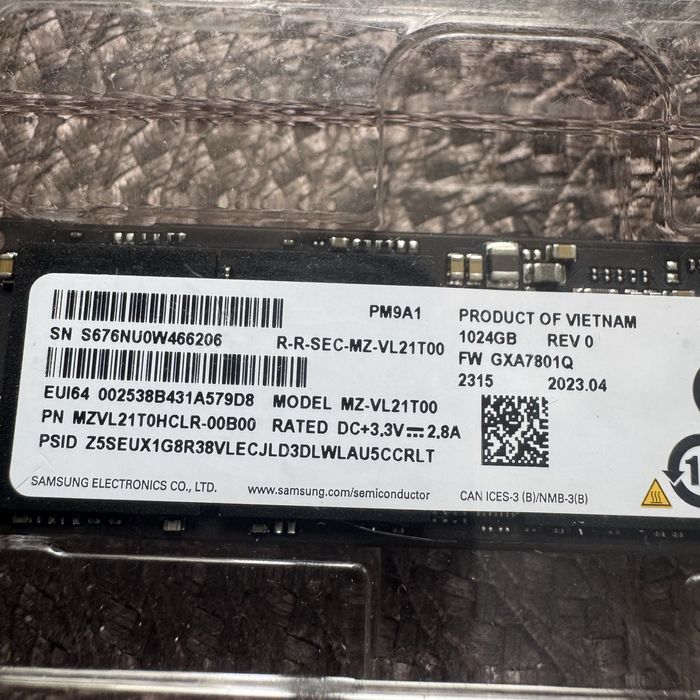 PM9A1
PRODUCT OF VIETNAM
SN S676NU0W466206
R-R-SEC-MZ-VL21T00
1024GB REV 0
FW GXA7801Q
EUI64 002538B431A579D8
MODEL MZ-VL21T00
2315 2023.04
PN MZVL21T0HCLR-00B00
RATED DC+3,3V⎓2,8A
PSID Z5SEUX1G8R38VLECJLD3DLWLAU5CCRLT
SAMSUNG ELECTRONICS CO., LTD.
www.samsung.com/semiconductor
CAN ICES-3 (B)/NMB-3(B)